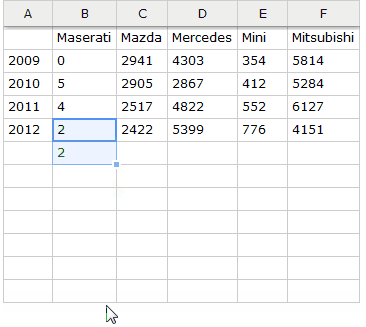 A B C D E F
Maserati Mazda Mercedes Mini Mitsubishi
2009 0 2941 4303 354 5814
2010 5 2905 2867 412 5284
2011 4 2517 4822 552 6127
2012 2 2422 5399 776 4151
2